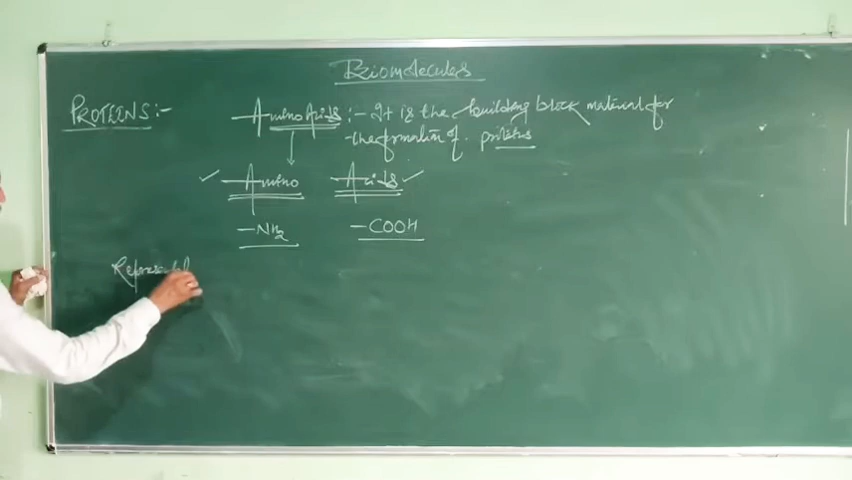 Biomolecules
PROTEINS:-
Amino Acids :- It is the building block material for
the formation of proteins
Amino Acids
-NH2 -COOH
Represental